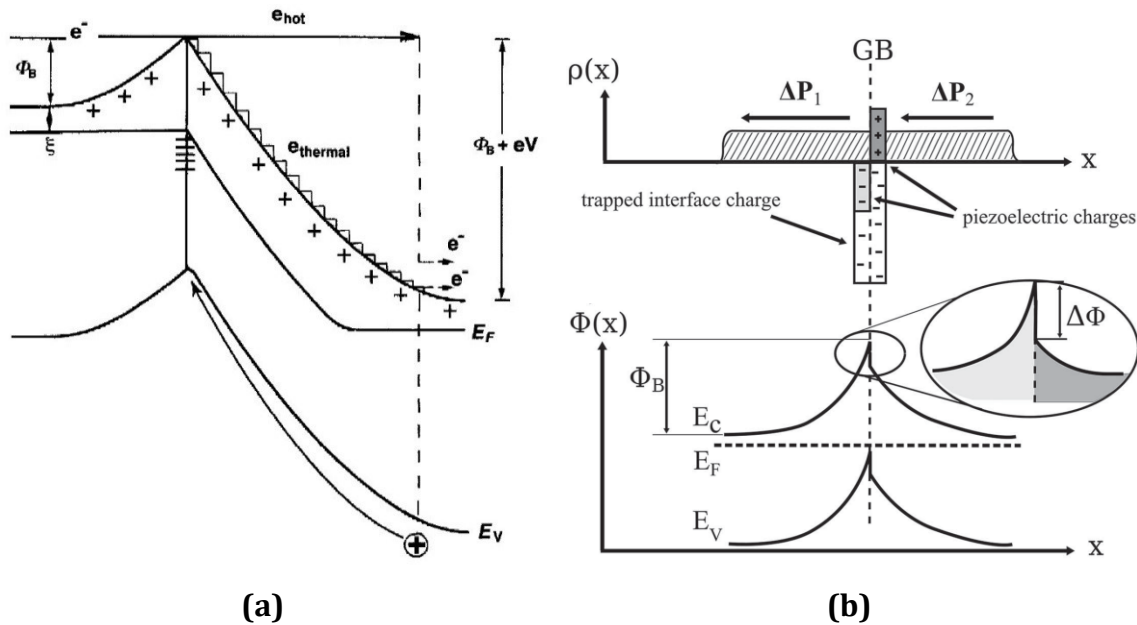 e⁻
e_hot
Φ_B
ξ
e_thermal
Φ_B + eV
e⁻
e⁻
E_F
E_V
(a)
GB
ρ(x)
ΔP₁
ΔP₂
x
trapped interface charge
piezoelectric charges
Φ(x)
ΔΦ
Φ_B
E_C
E_F
E_V
x
(b)